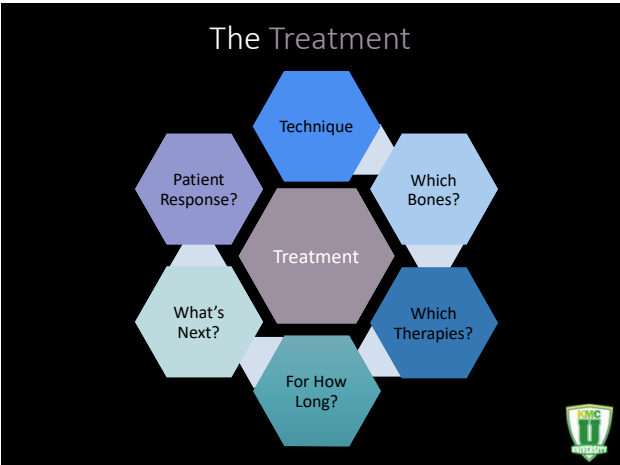 The Treatment
Technique
Which
Bones?
Which
Therapies?
For How
Long?
What's
Next?
Patient
Response?
Treatment
KMC
U
UNIVERSITY